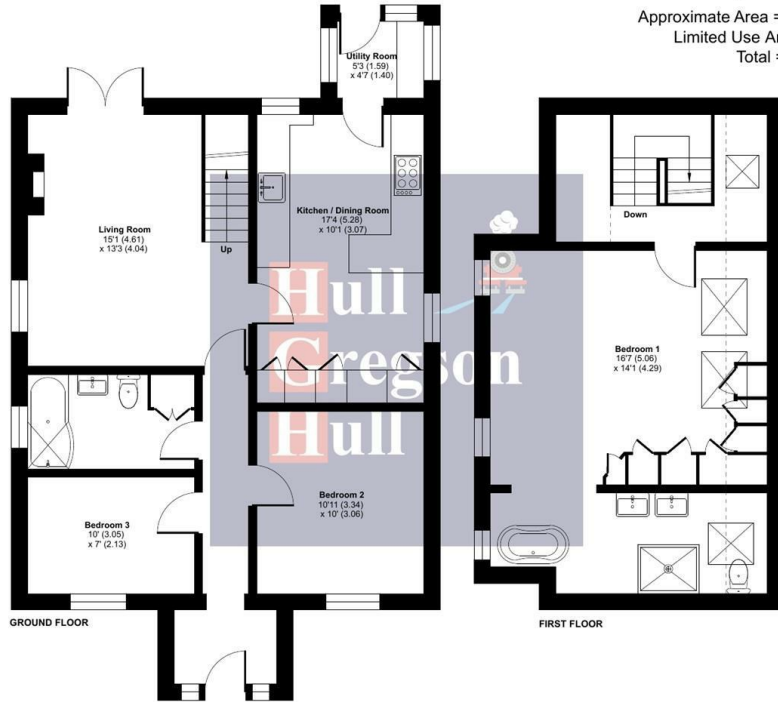 Approximate Area =
Limited Use Ar
Total =
Utility Room
5'3 (1.59)
x 4'7 (1.40)
Living Room
15'1 (4.61)
x 13'3 (4.04)
Up
Kitchen / Dining Room
17'4 (5.28)
x 10'1 (3.07)
Down
Hull
Gregson
Hull
Bedroom 1
16'7 (5.06)
x 14'1 (4.29)
Bedroom 2
10'11 (3.34)
x 10' (3.06)
Bedroom 3
10' (3.05)
x 7' (2.13)
GROUND FLOOR
FIRST FLOOR